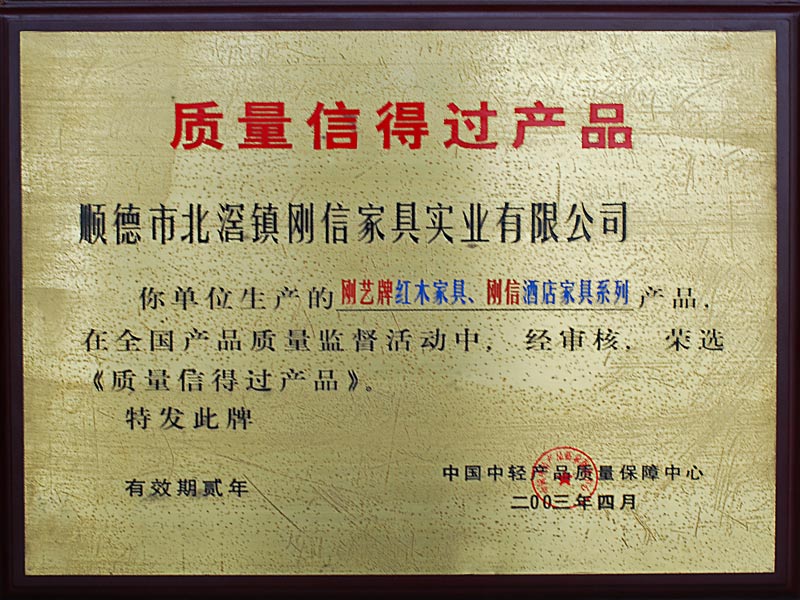 质量信得过产品
顺德市北滘镇刚信家具实业有限公司
你单位生产的刚艺牌红木家具、刚信酒店家具系列产品,
在全国产品质量监督活动中,经审核,荣选
《质量信得过产品》。
特发此牌
中国中轻产品质量保障中心
有效期贰年
二00三年四月